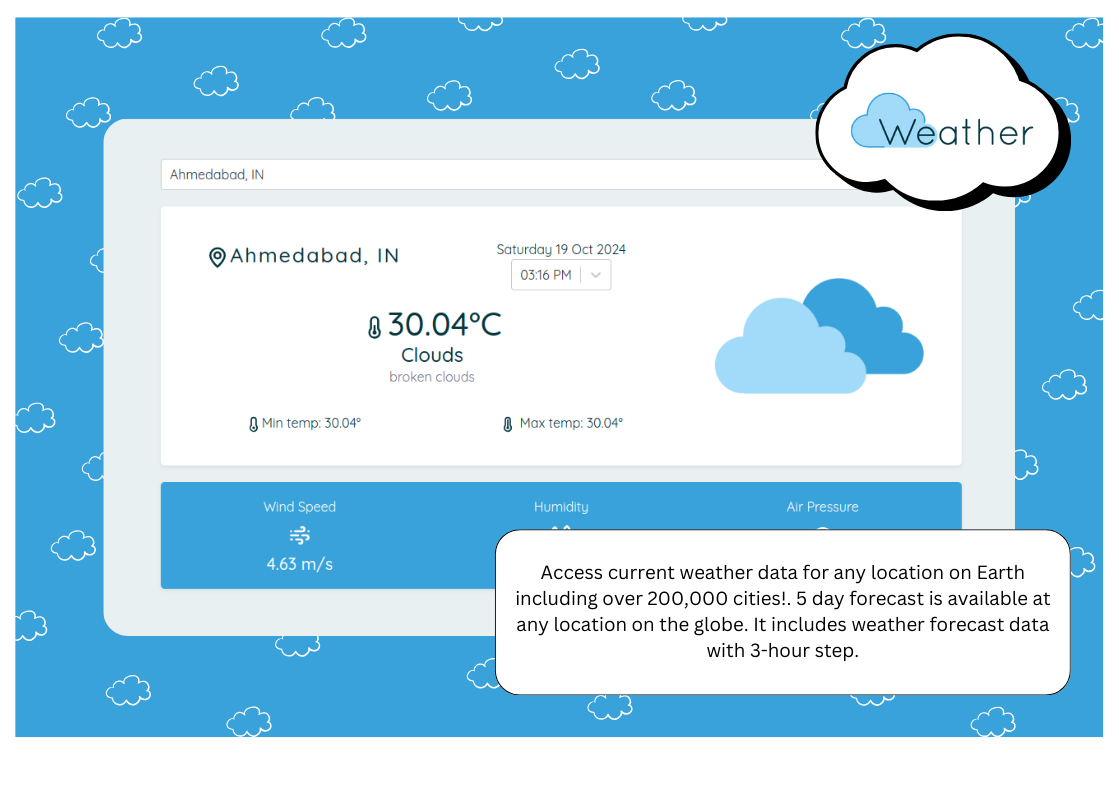 Weather
Ahmedabad, IN
Ahmedabad, IN
Saturday 19 Oct 2024
03:16 PM
30.04°C
Clouds
broken clouds
Min temp: 30.04°
Max temp: 30.04°
Wind Speed
Humidity
Air Pressure
4.63 m/s
Access current weather data for any location on Earth
including over 200,000 cities!. 5 day forecast is available at
any location on the globe. It includes weather forecast data
with 3-hour step.